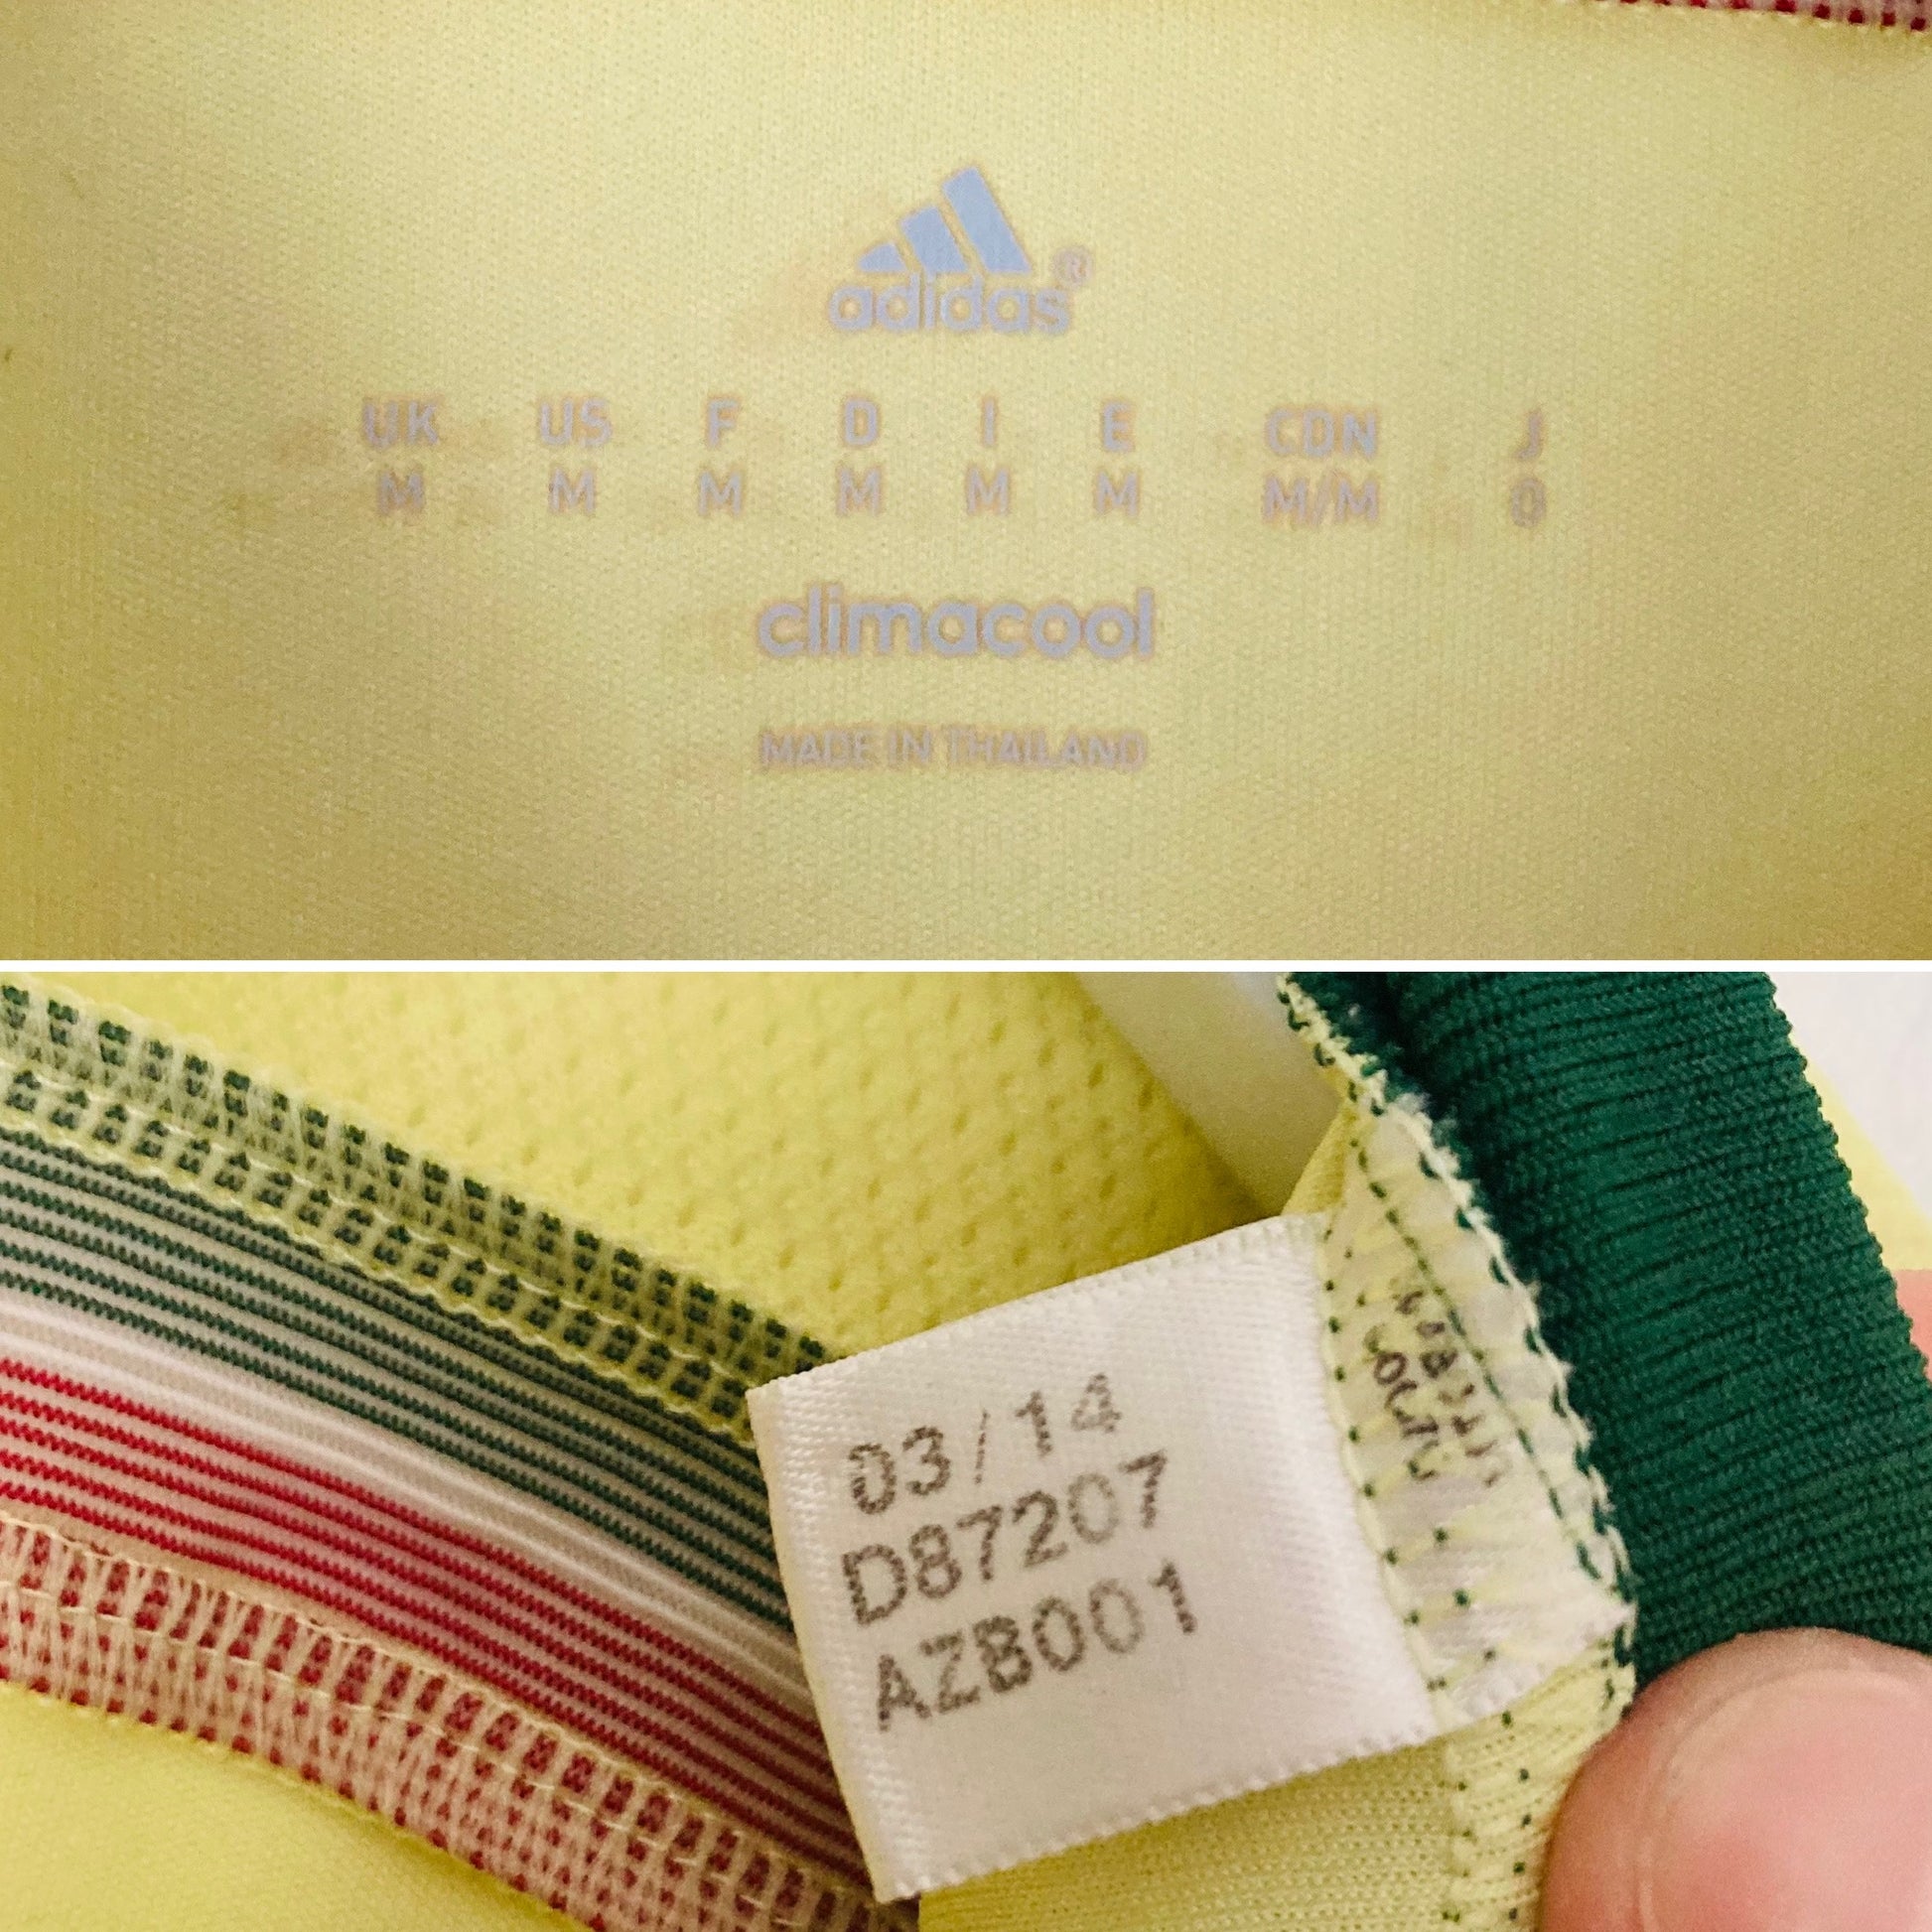 adidas®
UK US F D I E CDN J
M M M M M M M/M O
climacool
MADE IN THAILAND
03/14
D87207
AZB001